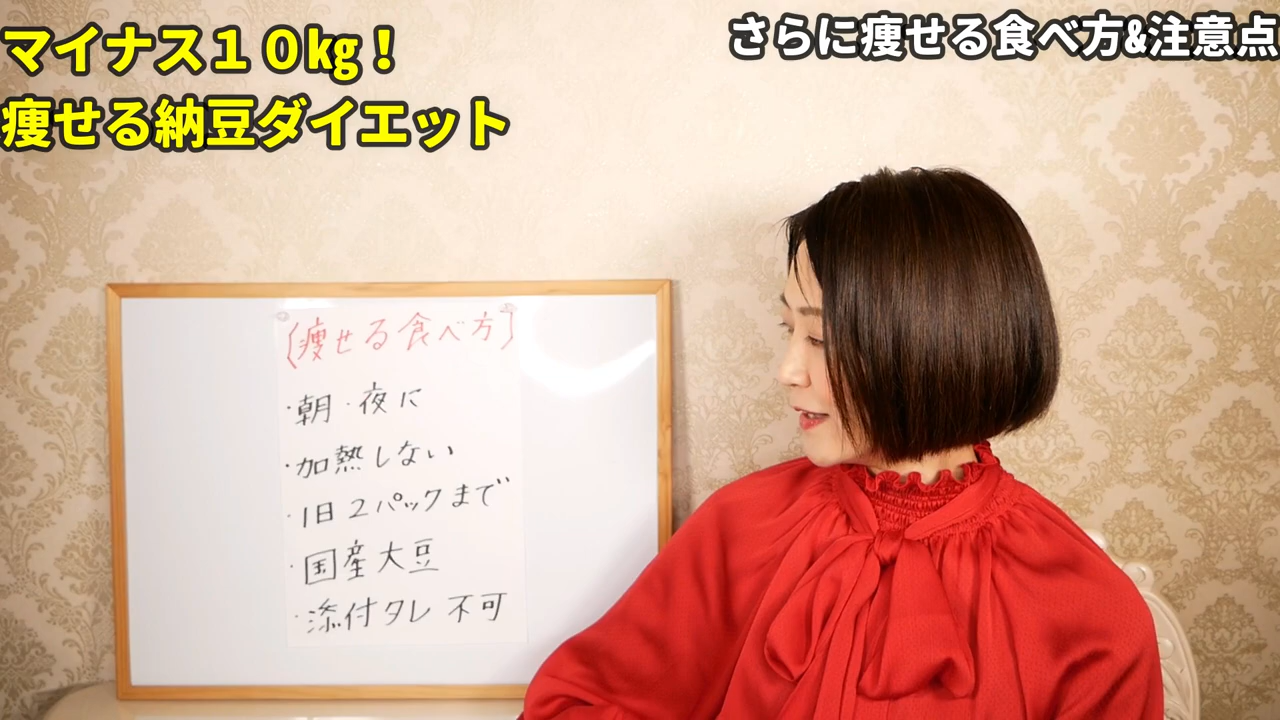 マイナス１０㎏！
痩せる納豆ダイエット
さらに痩せる食べ方&注意点
〔痩せる食べ方〕
・朝・夜に
・加熱しない
・1日2パックまで
・国産大豆
・添付タレ 不可